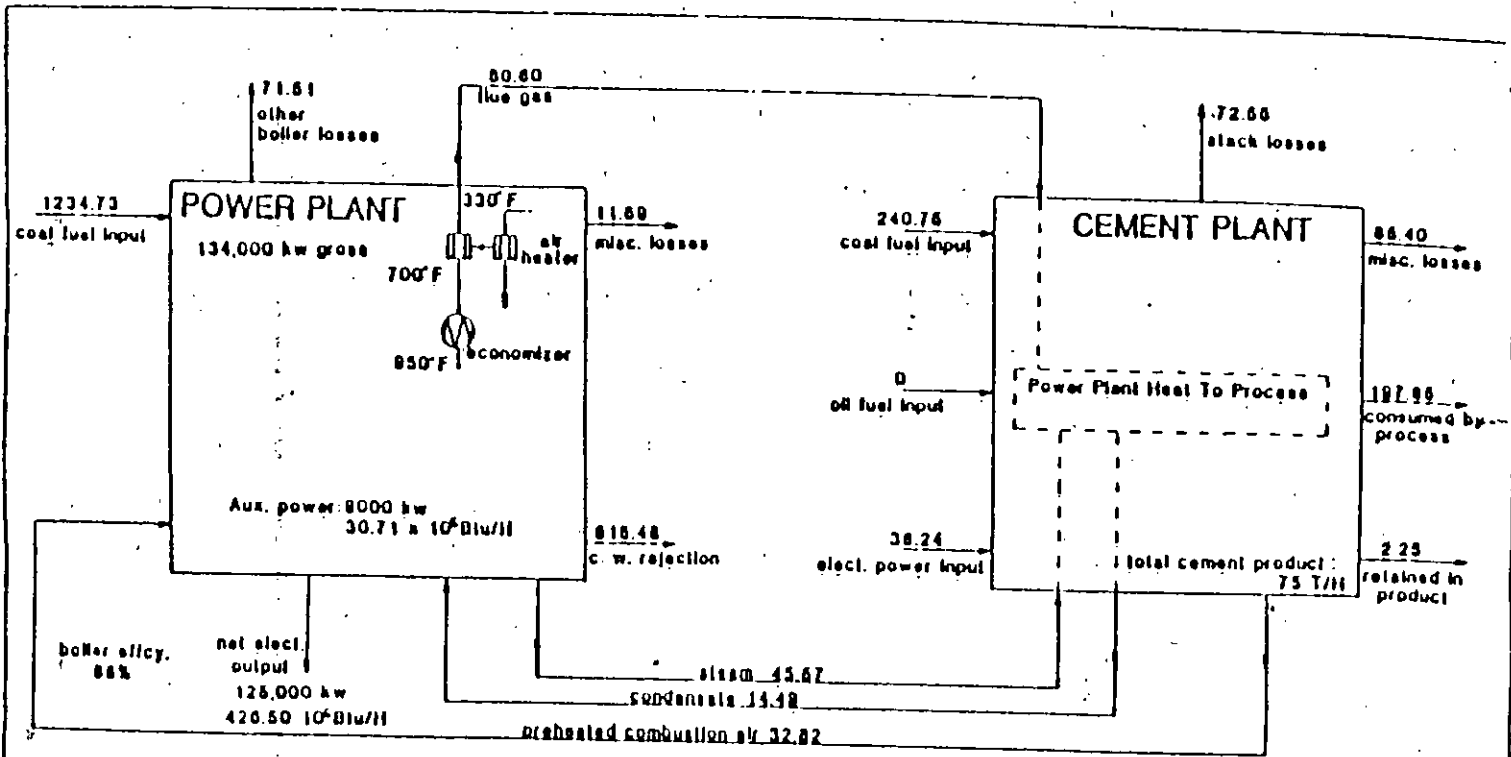 71.51
other
boiler losses
60.60
flue gas
72.66
stack losses
1234.73
coal fuel input
POWER PLANT
134,000 kw gross
330°F
air
heater
700°F
economizer
850°F
11.69
misc. losses
240.76
coal fuel input
CEMENT PLANT
86.40
misc. losses
0
oil fuel input
Power Plant Heat To Process
consumed by
process
Aux. power: 9000 kw
30.71 x 10⁶Btu/H
c. w. rejection
38.24
elect. power input
total cement product :
75 T/H
2.25
retained in
product
boiler efficy.
net elect.
output
125,000 kw
426.50 10⁶Btu/H
steam 45.67
condensate 14.49
preheated combustion air 32.82